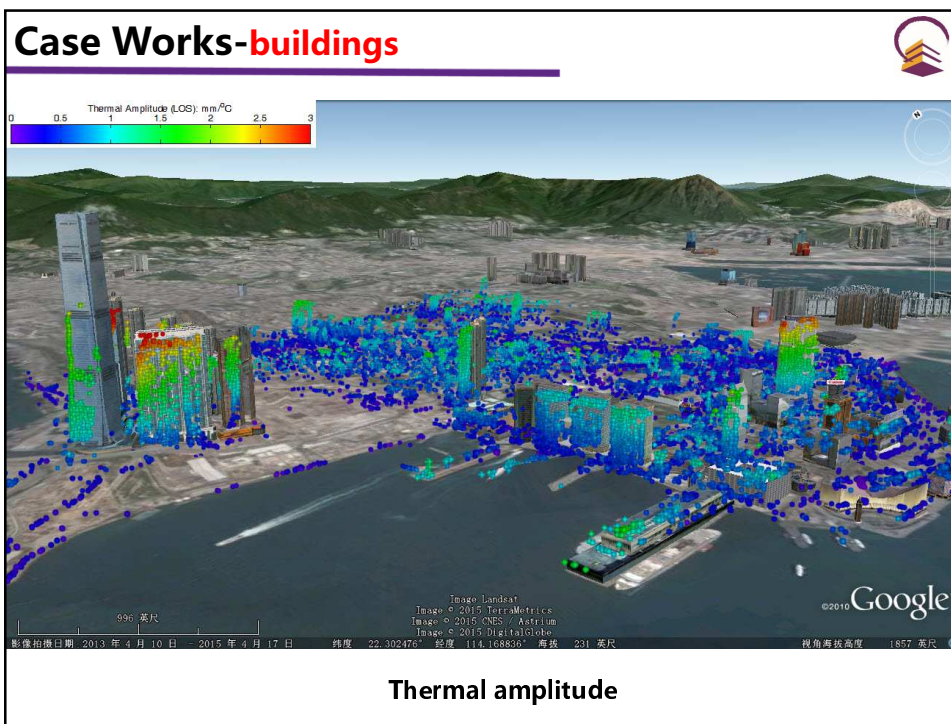 Case Works-buildings
Thermal Amplitude (LOS): mm/°C
0 0.5 1 1.5 2 2.5 3
N
996 英尺
Image Landsat
Image © 2015 TerraMetrics
Image © 2015 CNES / Astrium
Image © 2015 DigitalGlobe
©2010 Google
影像拍摄日期 2013 年 4 月 10 日 - 2015 年 4 月 17 日 纬度 22.302476° 经度 114.168836° 海拔 231 英尺 视角海拔高度 1857 英尺
Thermal amplitude